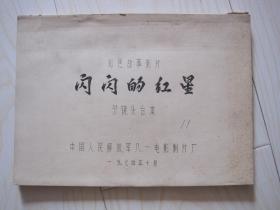 彩色故事影片
闪闪的红星
分镜头台本
11
中国人民解放军八一电影制片厂
一九七四年十月